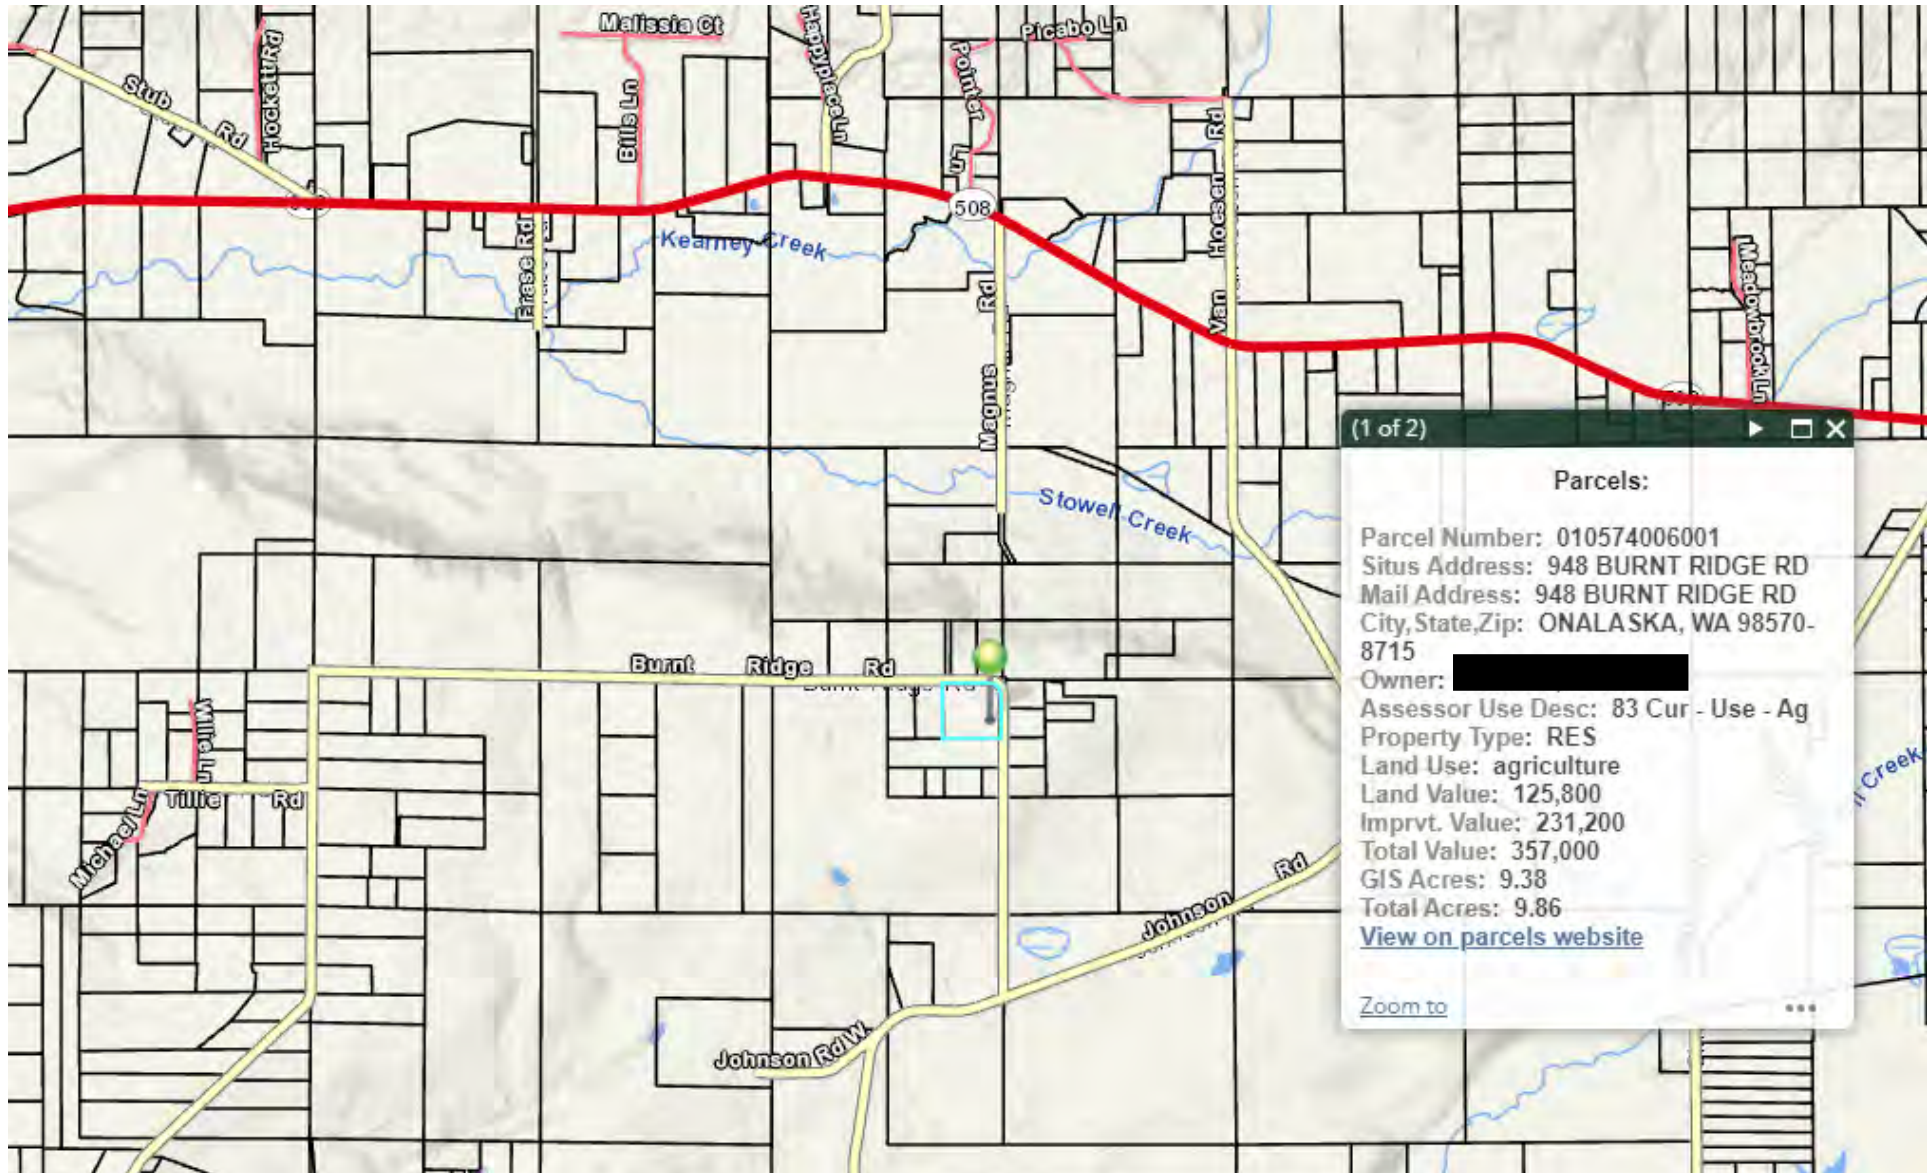 Malissia Ct
Picabo Ln
Happyplace Ln
Pointer Ln
Hockett Rd
Stub Rd
Bills Ln
Van Hoesen Rd
508
Frase Rd
Kearney Creek
Magnus Rd
Meadowbrook Ln
Stowell Creek
Burnt Ridge Rd
Burnt Ridge Rd
Willie Ln
Tillie Rd
Michael Ln
Johnson Rd
Johnson Rd W
Creek
(1 of 2)
Parcels:
Parcel Number: 010574006001
Situs Address: 948 BURNT RIDGE RD
Mail Address: 948 BURNT RIDGE RD
City,State,Zip: ONALASKA, WA 98570-
8715
Owner:
Assessor Use Desc: 83 Cur - Use - Ag
Property Type: RES
Land Use: agriculture
Land Value: 125,800
Imprvt. Value: 231,200
Total Value: 357,000
GIS Acres: 9.38
Total Acres: 9.86
View on parcels website
Zoom to